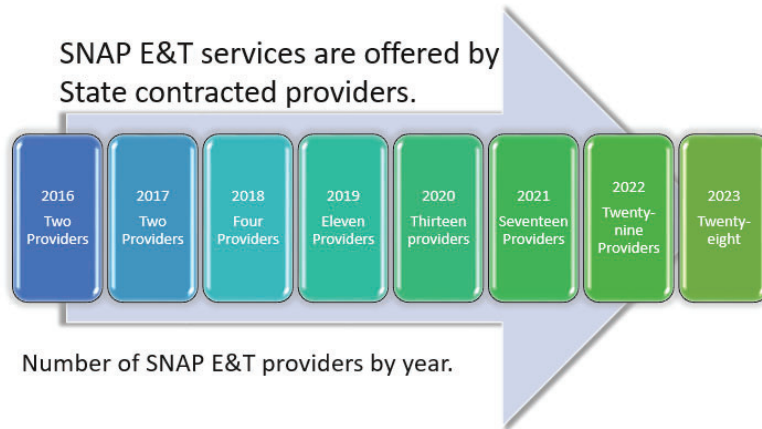 SNAP E&T services are offered by
State contracted providers.
2016
Two
Providers
2017
Two
Providers
2018
Four
Providers
2019
Eleven
Providers
2020
Thirteen
providers
2021
Seventeen
Providers
2022
Twenty-
nine
Providers
2023
Twenty-
eight
Number of SNAP E&T providers by year.